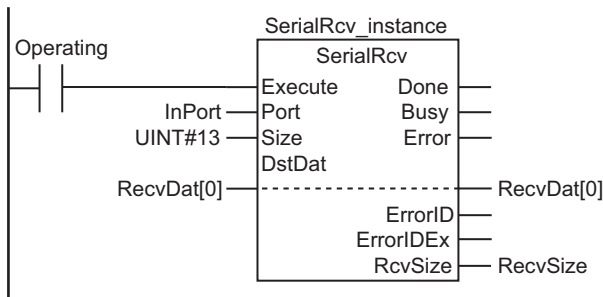 SerialRcv_instance
Operating
SerialRcv
Execute Done
InPort Port Busy
UINT#13 Size Error
DstDat
RecvDat[0] RecvDat[0]
ErrorID
ErrorIDEx
RcvSize RecvSize